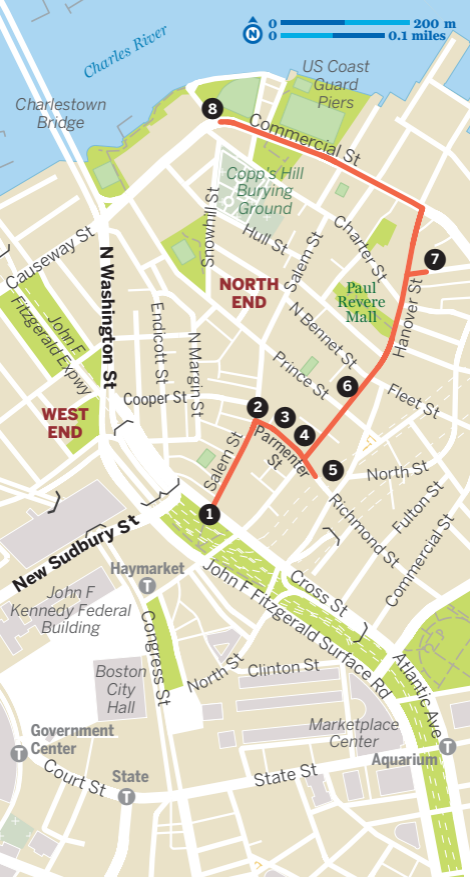 0
200 m
N
0
0.1 miles
Charles River
US Coast
Guard
Piers
Charlestown
Bridge
8
Commercial St
Copp's Hill
Burying
Ground
Snowhill St
Hull St
Salem St
Charter St
7
Causeway St
N Washington St
NORTH
END
Paul
Revere
Mall
Hanover St
John F
Fitzgerald Expwy
Endicott St
N Margin St
N Bennet St
Prince St
6
Fleet St
Cooper St
WEST
END
2
3
4
Parmenter
St
5
Salem St
North St
1
Richmond St
Fulton St
Commercial St
New Sudbury St
Haymarket
T
John F
Kennedy Federal
Building
Cross St
John F Fitzgerald Surface Rd
Congress St
North St
Clinton St
Boston
City
Hall
Atlantic Ave
Marketplace
Center
Government
Center
T
Aquarium
T
Court St
State
T
State St